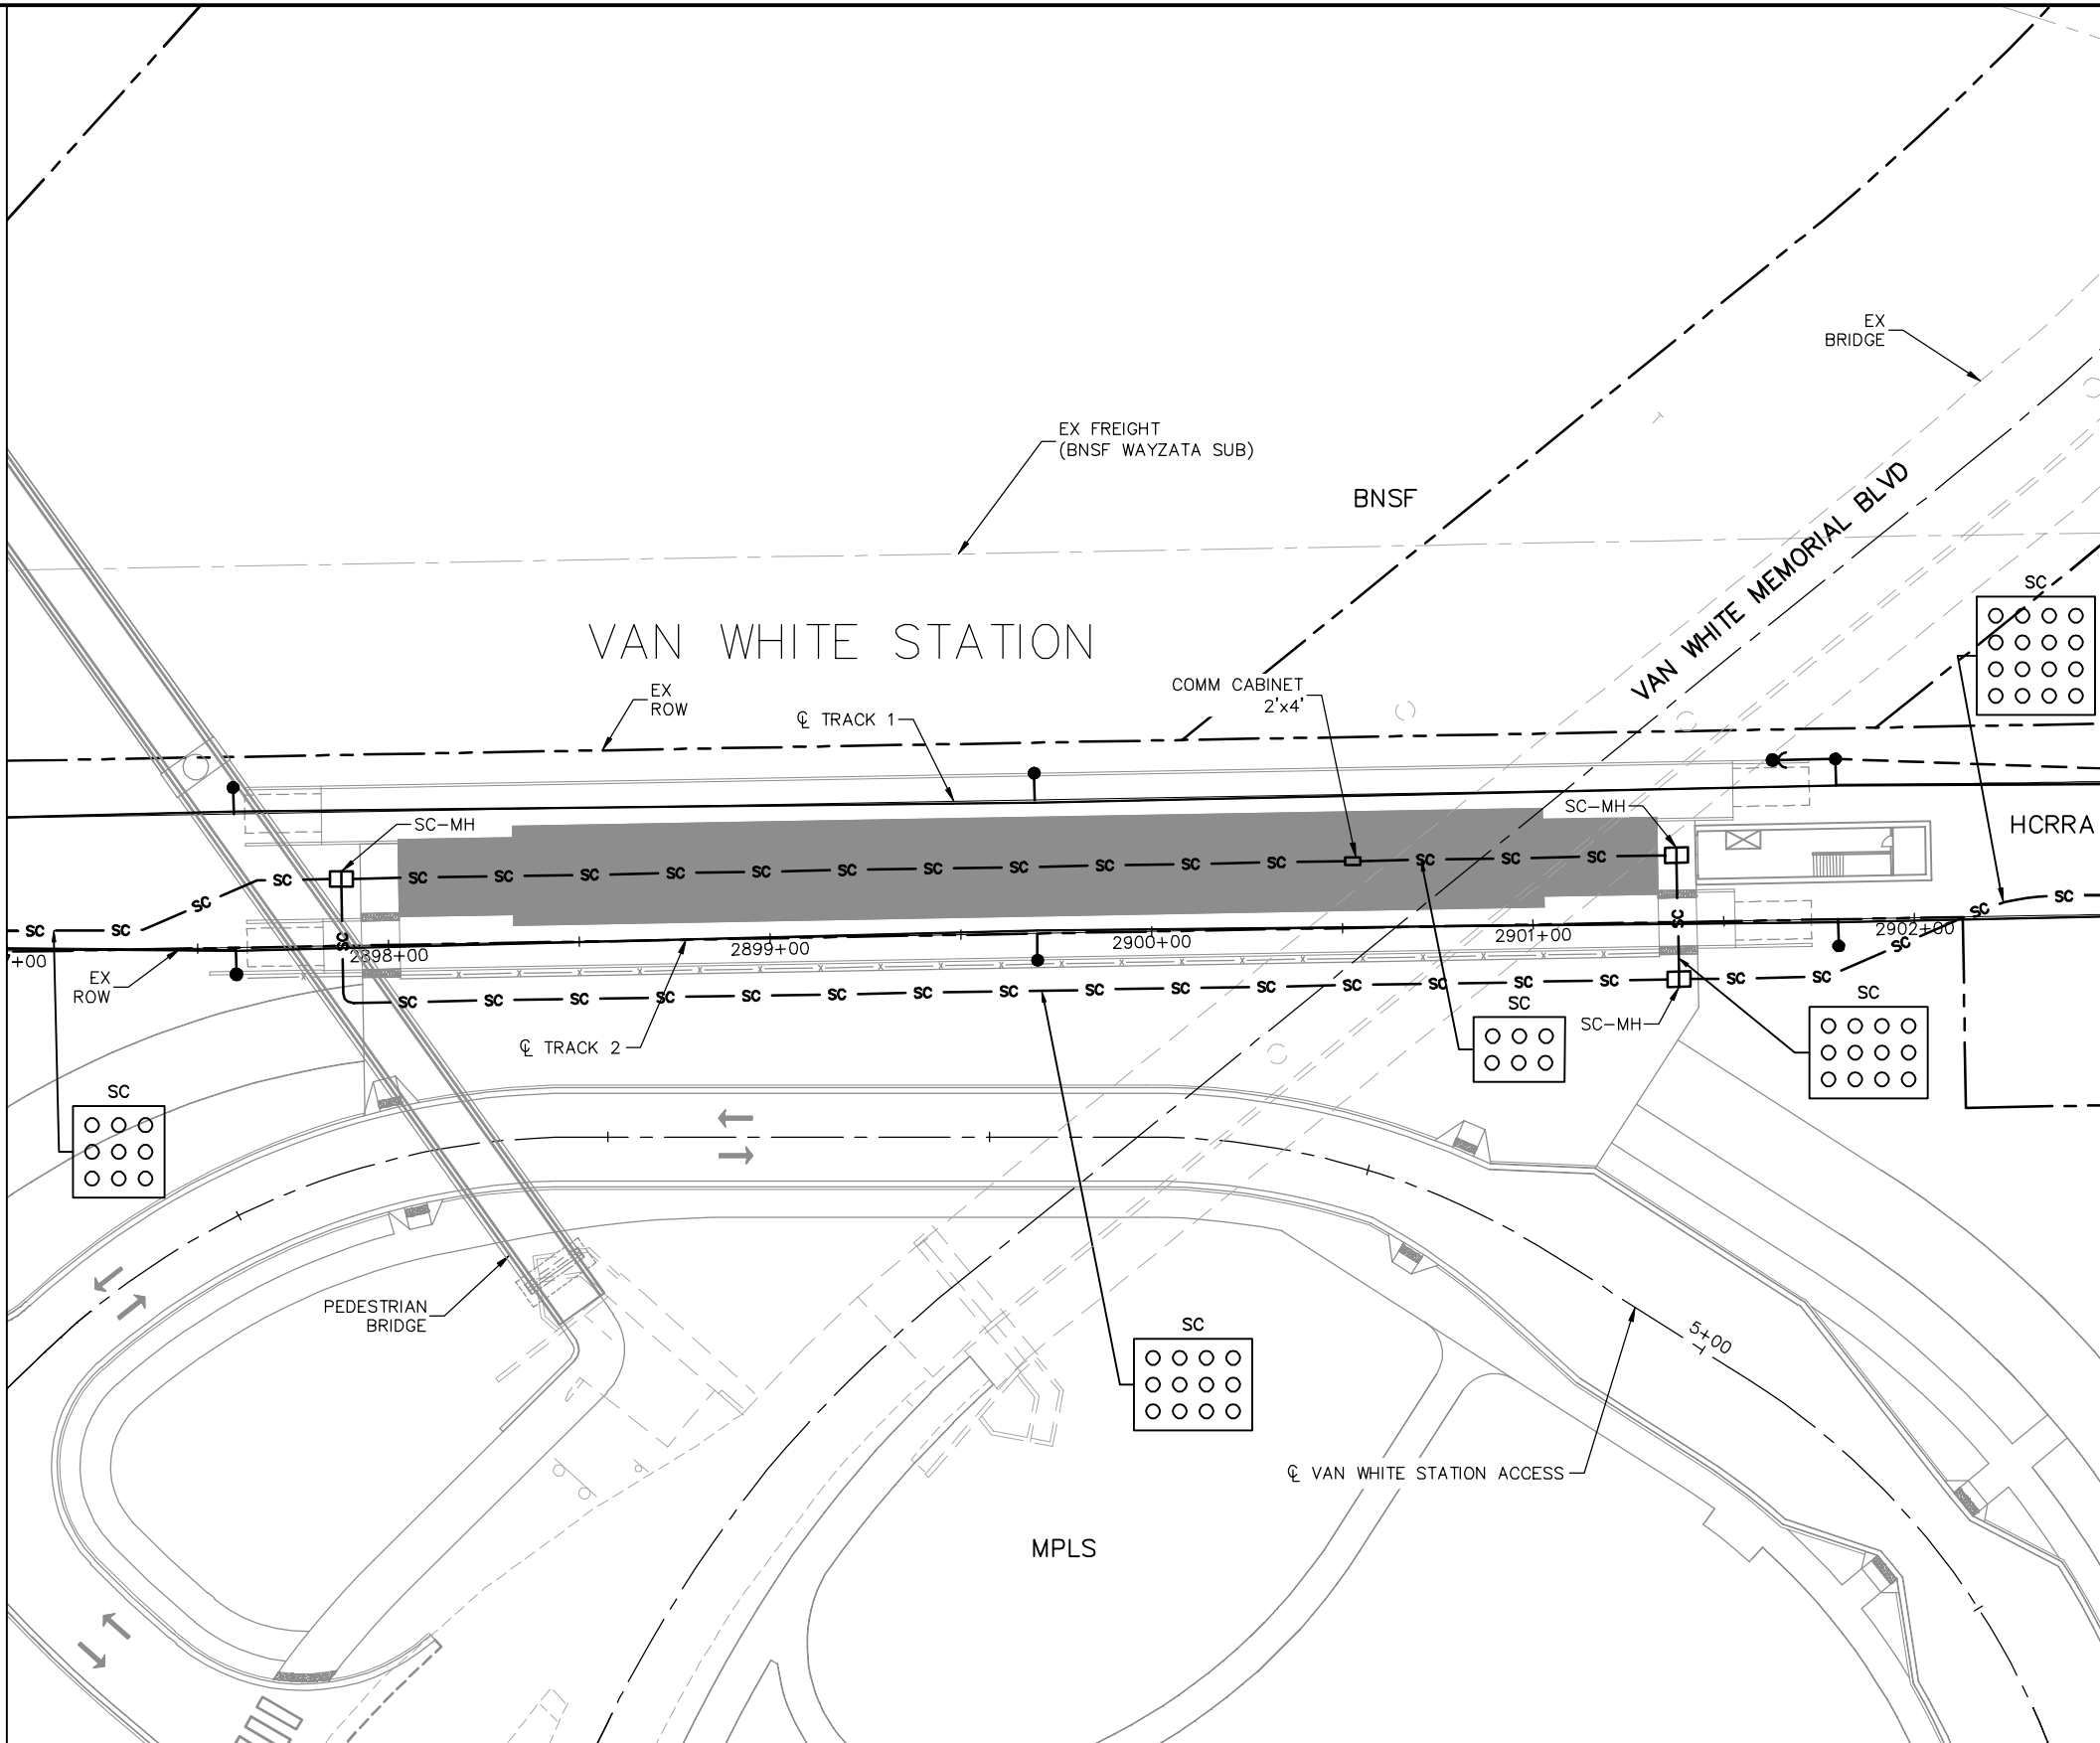 EX
BRIDGE
EX FREIGHT
(BNSF WAYZATA SUB)
BNSF
VAN WHITE MEMORIAL BLVD
SC
VAN WHITE STATION
EX
ROW
COMM CABINET
2'x4'
℄ TRACK 1
SC-MH
SC-MH
HCRRA
SC SC SC SC SC SC SC SC SC SC SC SC SC SC
SC SC SC
SC
SC
SC
SC
SC
7+00
2898+00
2899+00
2900+00
2901+00
2902+00
EX
ROW
SC SC SC SC SC SC SC SC SC SC SC SC SC SC SC SC SC
SC
SC-MH
SC
℄ TRACK 2
SC
PEDESTRIAN
BRIDGE
SC
5+00
℄ VAN WHITE STATION ACCESS
MPLS